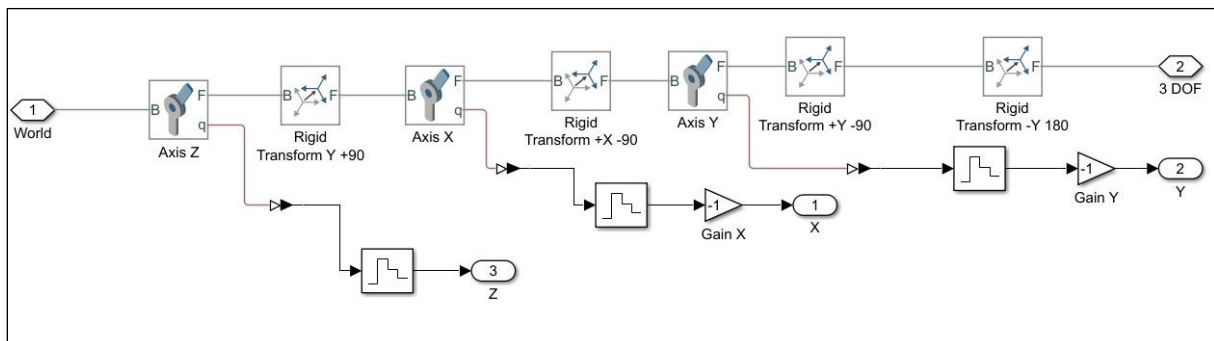 1
World
B
F
q
Axis Z
B
F
Rigid
Transform Y +90
B
F
q
Axis X
B
F
Rigid
Transform +X -90
B
F
q
Axis Y
B
F
Rigid
Transform +Y -90
B
F
Rigid
Transform -Y 180
2
3 DOF
-1
Gain Y
2
Y
-1
Gain X
1
X
3
Z